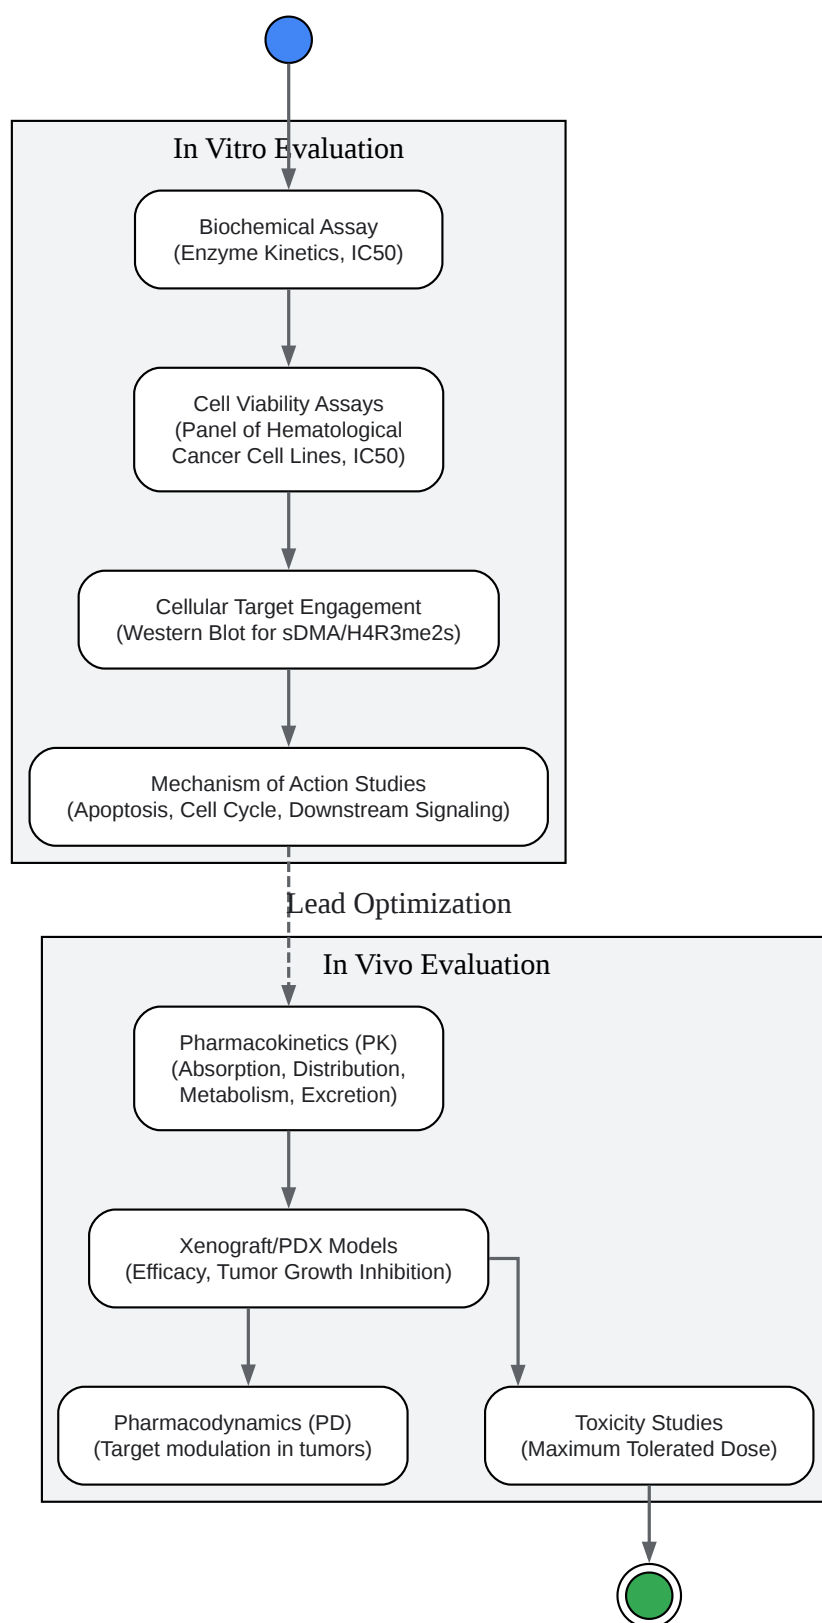 In Vitro Evaluation
Biochemical Assay
(Enzyme Kinetics, IC50)
Cell Viability Assays
(Panel of Hematological
Cancer Cell Lines, IC50)
Cellular Target Engagement
(Western Blot for sDMA/H4R3me2s)
Mechanism of Action Studies
(Apoptosis, Cell Cycle, Downstream Signaling)
Lead Optimization
In Vivo Evaluation
Pharmacokinetics (PK)
(Absorption, Distribution,
Metabolism, Excretion)
Xenograft/PDX Models
(Efficacy, Tumor Growth Inhibition)
Pharmacodynamics (PD)
(Target modulation in tumors)
Toxicity Studies
(Maximum Tolerated Dose)